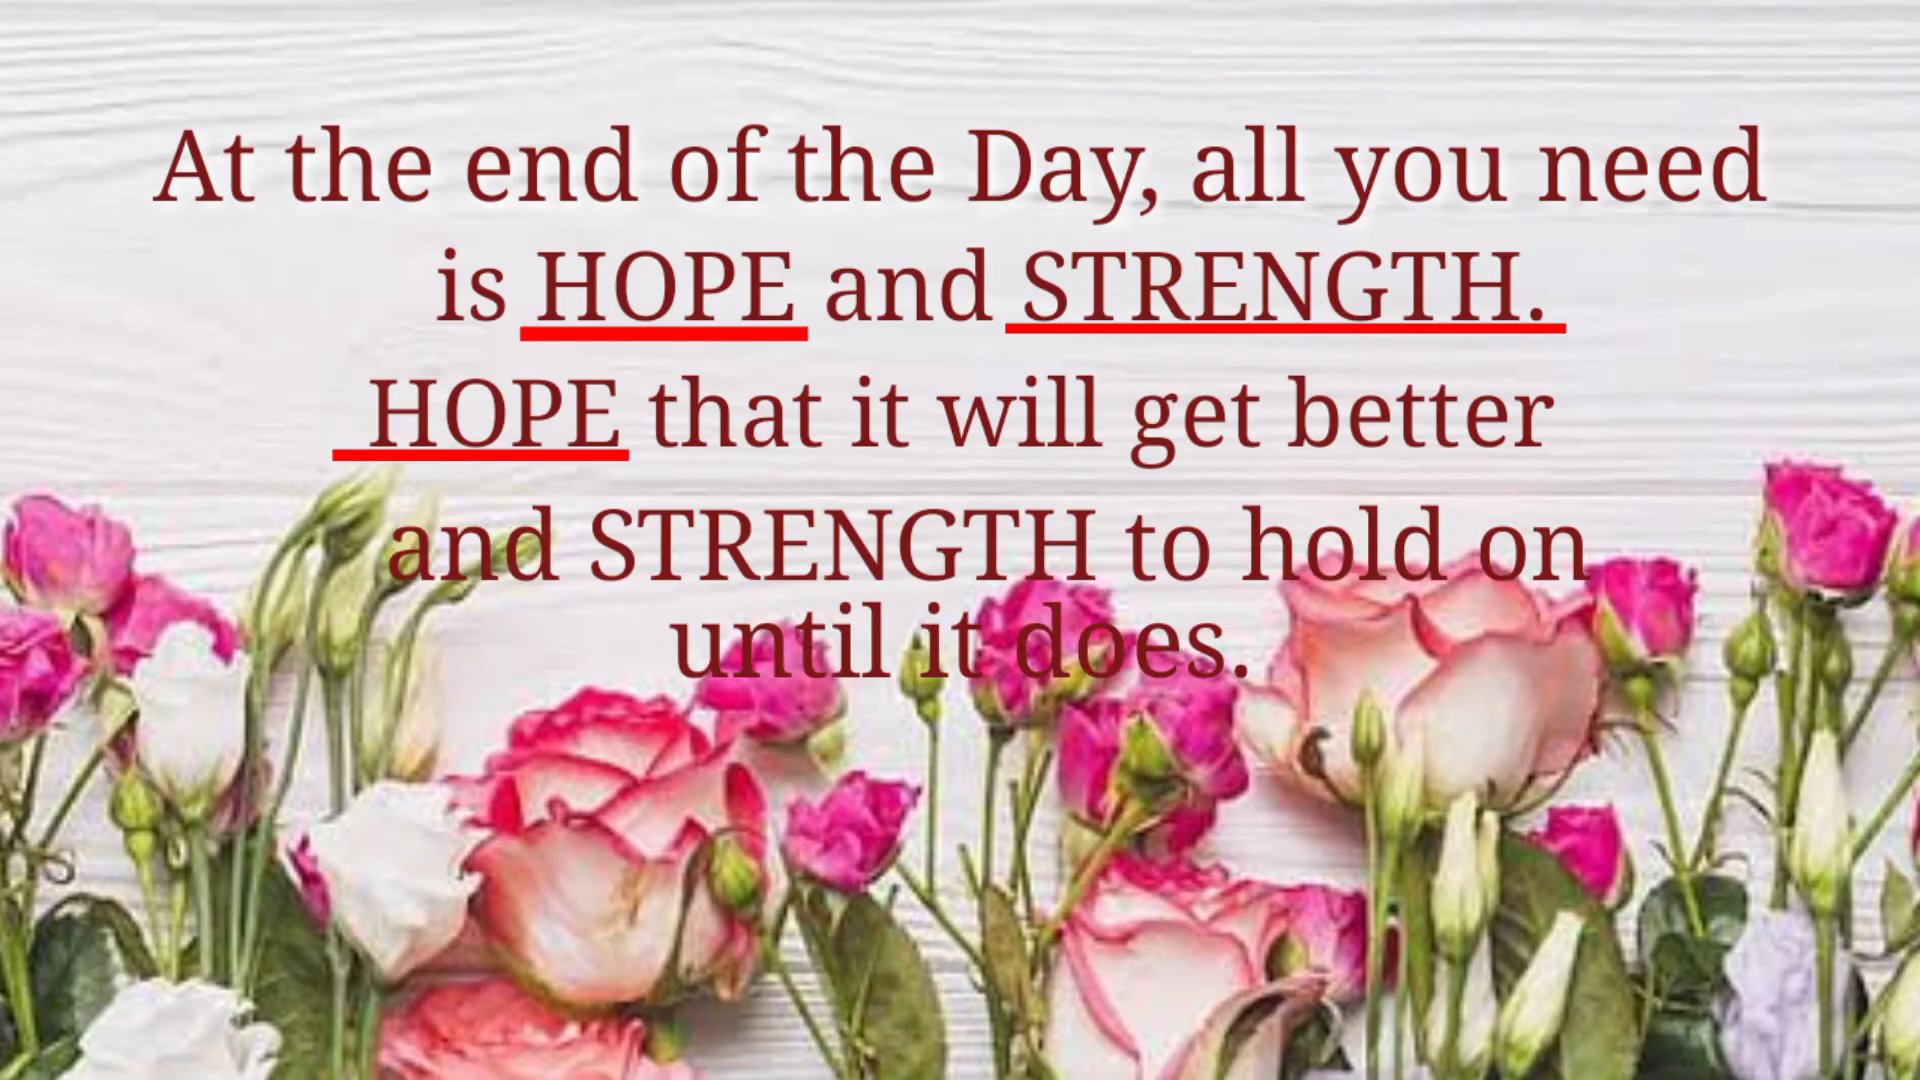 At the end of the Day, all you need
is HOPE and STRENGTH.
HOPE that it will get better
and STRENGTH to hold on
until it does.